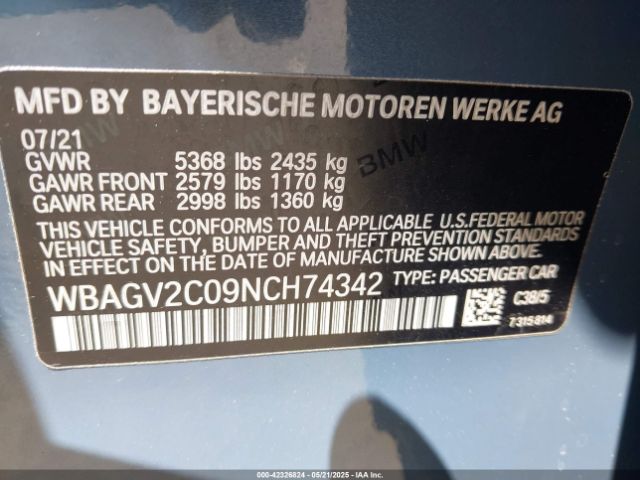 MFD BY BAYERISCHE MOTOREN WERKE AG
07/21
GVWR 5368 lbs 2435 kg
GAWR FRONT 2579 lbs 1170 kg
GAWR REAR 2998 lbs 1360 kg
BMW
THIS VEHICLE CONFORMS TO ALL APPLICABLE U.S.FEDERAL MOTOR
VEHICLE SAFETY, BUMPER AND THEFT PREVENTION STANDARDS
IN EFFECT ON THE DATE OF MANUFACTURE SHOWN ABOVE.
WBAGV2C09NCH74342 TYPE: PASSENGER CAR
C38/5
7315814
000-42326824 - 05/21/2025 - IAA Inc.